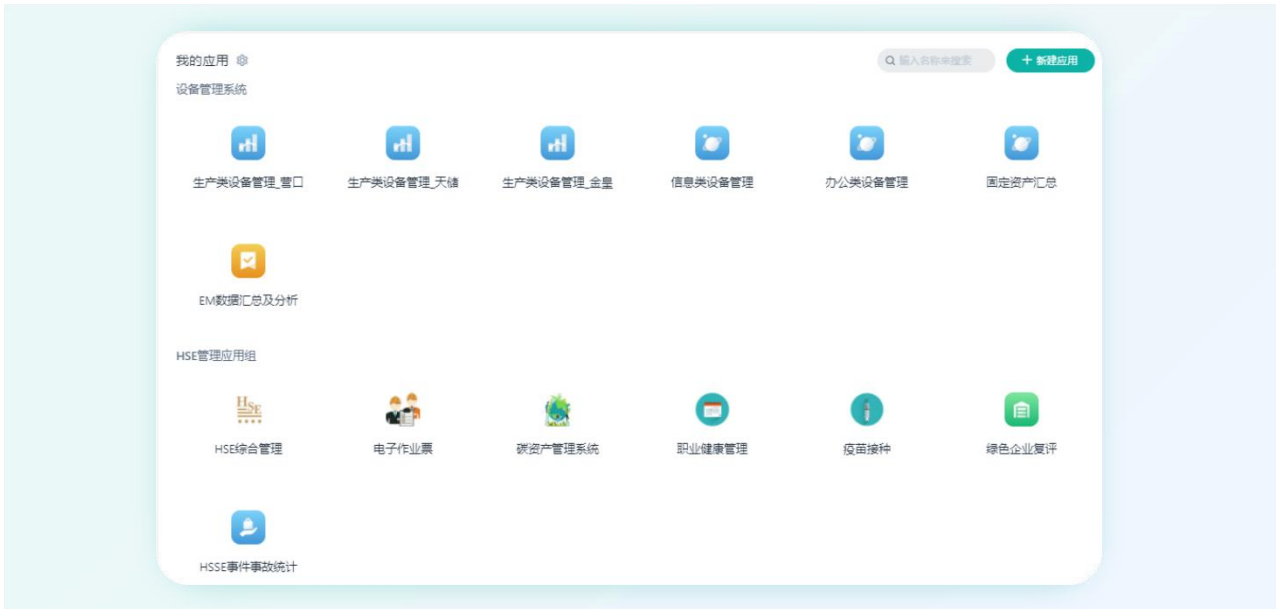 我的应用
输入名称来搜索
新建应用
设备管理系统
生产类设备管理_营口
生产类设备管理_天储
生产类设备管理_金皇
信息类设备管理
办公类设备管理
固定资产汇总
EM数据汇总及分析
HSE管理应用组
HSE
HSE综合管理
电子作业票
碳资产管理系统
职业健康管理
疫苗接种
绿色企业复评
HSSE事件事故统计